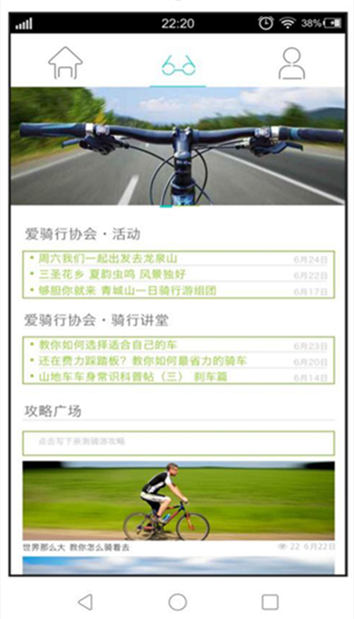 22:20
38%
爱骑行协会·活动
周六我们一起出发去龙泉山 6月24日
三圣花乡 夏韵虫鸣 风景独好 6月22日
够胆你就来 青城山一日骑行游组团 6月17日
爱骑行协会·骑行讲堂
教你如何选择适合自己的车 6月23日
还在费力踩踏板？教你如何最省力的骑车 6月20日
山地车车身常识科普帖（三） 刹车篇 6月14日
攻略广场
点击写下亲测骑游攻略
世界那么大 教你怎么骑着去 22 6月22日